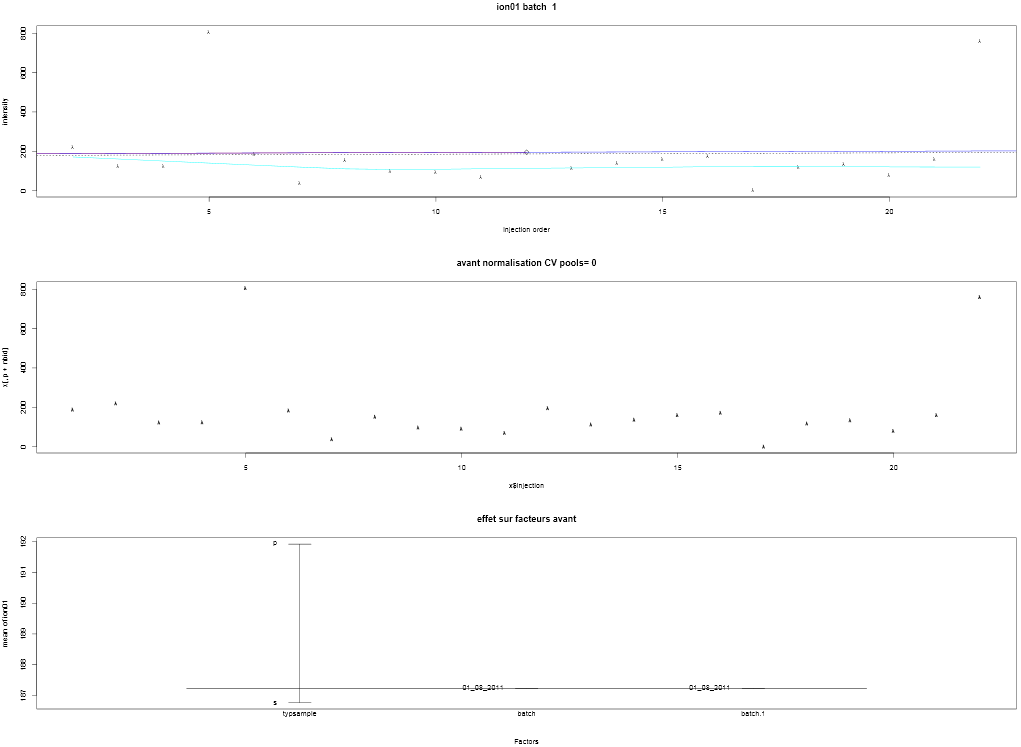 ion01 batch 1
intensity
0 200 400 600 800
5 10 15 20
injection order
avant normalisation CV pools= 0
x[, p + nbid]
0 200 400 600 800
5 10 15 20
x$injection
effet sur facteurs avant
mean of ion01
187 188 189 190 191 192
p
s
01_08_2011 01_08_2011
typsample batch batch.1
Factors